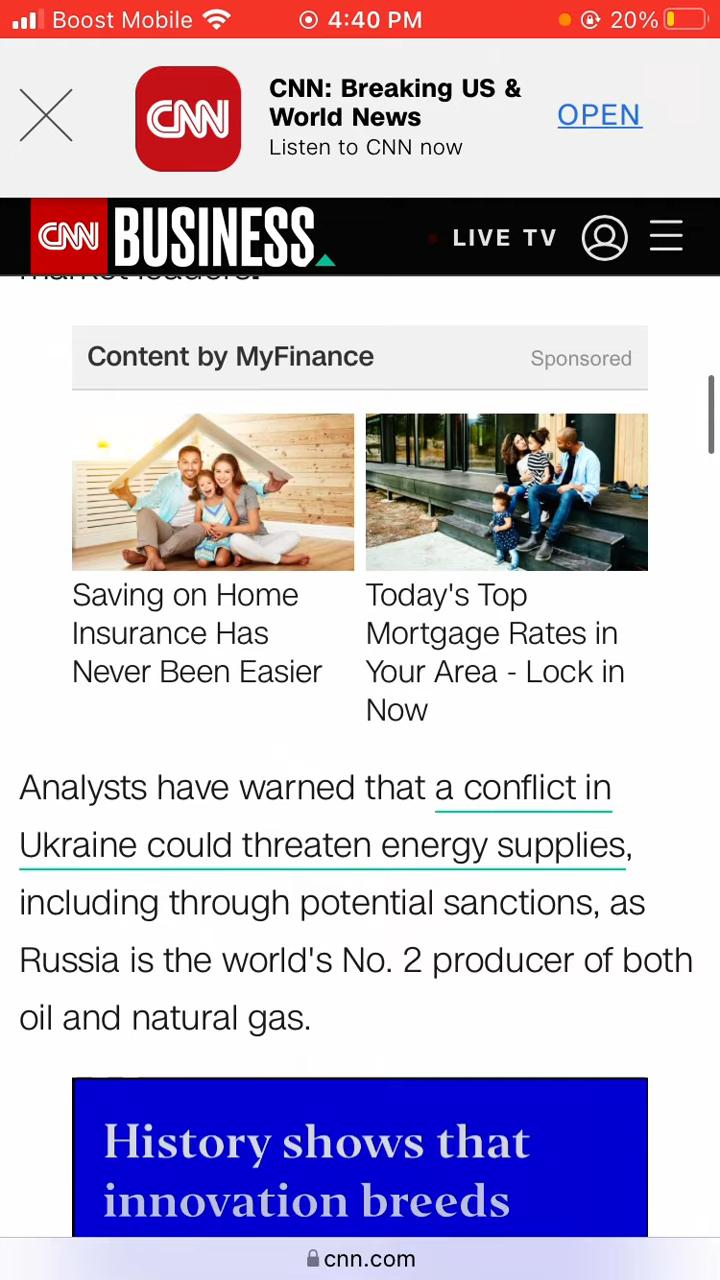 Boost Mobile 4:40 PM 20%
CNN
CNN: Breaking US &
World News
Listen to CNN now
OPEN
CNN BUSINESS LIVE TV
market leaders.
Content by MyFinance Sponsored
Saving on Home
Insurance Has
Never Been Easier
Today's Top
Mortgage Rates in
Your Area - Lock in
Now
Analysts have warned that a conflict in
Ukraine could threaten energy supplies,
including through potential sanctions, as
Russia is the world's No. 2 producer of both
oil and natural gas.
History shows that
innovation breeds
cnn.com